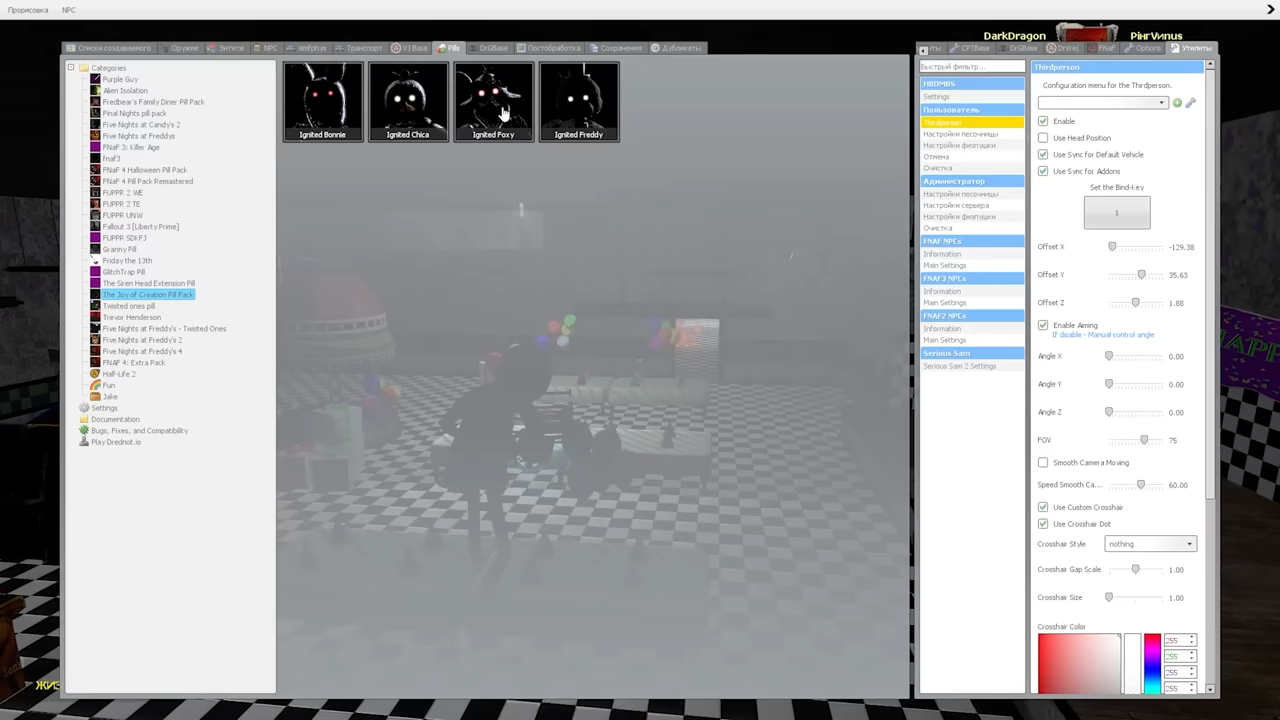 Прорисовка NPC
DarkDragon
Списки создаваемого Оружие Энтити NPC simfphys Транспорт VJ Base Pills DrGBase Постобработка Сохранения Дубликаты
Categories
Purple Guy
Alien Isolation
Fredbear's Family Diner Pill Pack
Final Nights pill pack
Five Nights at Candy's 2
Five Nights at Freddys
FNAF 3: Killer Age
fnaf3
FNaF 4 Halloween Pill Pack
FNAF 4 Pill Pack Remastered
FUPPR 2 WE
FUPPR 2 TE
FUPPR UNW
Fallout 3 [Liberty Prime]
FUPPR SDLFJ
Granny Pill
Friday the 13th
GlitchTrap Pill
The Siren Head Extension Pill
The Joy of Creation Pill Pack
Twisted ones pill
Trevor Henderson
Five Nights at Freddy's - Twisted Ones
Five Nights at Freddy's 2
Five Nights at Freddy's 4
FNAF 4: Extra Pack
Half-Life 2
Fun
Jake
Settings
Documentation
Bugs, Fixes, and Compatibility
Play Drednot.io
Ignited Bonnie
Ignited Chica
Ignited Foxy
Ignited Freddy
CPTBase DrGBase DrVrej FNaF Options Утилиты
Быстрый фильтр...
HBOMBS
Settings
Пользователь
Thirdperson
Настройки песочницы
Настройки физпушки
Отмена
Очистка
Администратор
Настройки песочницы
Настройки сервера
Настройки физпушки
Очистка
FNAF NPCs
Information
Main Settings
FNAF3 NPCs
Information
Main Settings
FNAF2 NPCs
Information
Main Settings
Serious Sam
Serious Sam 2 Settings
Thirdperson
Configuration menu for the Thirdperson.
Enable
Use Head Position
Use Sync for Default Vehicle
Use Sync for Addons
Set the Bind-Key
Offset X -129.38
Offset Y 35.63
Offset Z 1.88
Enable Aiming
If disable - Manual control angle
Angle X 0.00
Angle Y 0.00
Angle Z 0.00
FOV 75
Smooth Camera Moving
Speed Smooth Ca... 60.00
Use Custom Crosshair
Use Crosshair Dot
Crosshair Style nothing
Crosshair Gap Scale 1.00
Crosshair Size 1.00
Crosshair Color
255
255
255
255